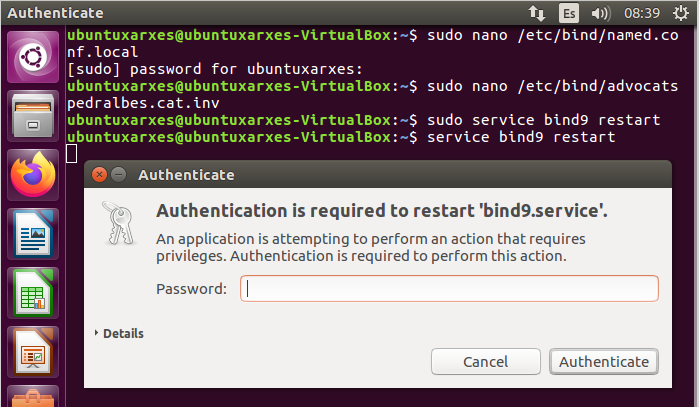 Authenticate
Es
08:39
ubuntuxarxes@ubuntuxarxes-VirtualBox:~$ sudo nano /etc/bind/named.co
nf.local
[sudo] password for ubuntuxarxes:
ubuntuxarxes@ubuntuxarxes-VirtualBox:~$ sudo nano /etc/bind/advocats
pedralbes.cat.inv
ubuntuxarxes@ubuntuxarxes-VirtualBox:~$ sudo service bind9 restart
ubuntuxarxes@ubuntuxarxes-VirtualBox:~$ service bind9 restart
Authenticate
Authentication is required to restart 'bind9.service'.
An application is attempting to perform an action that requires
privileges. Authentication is required to perform this action.
Password:
Details
Cancel
Authenticate